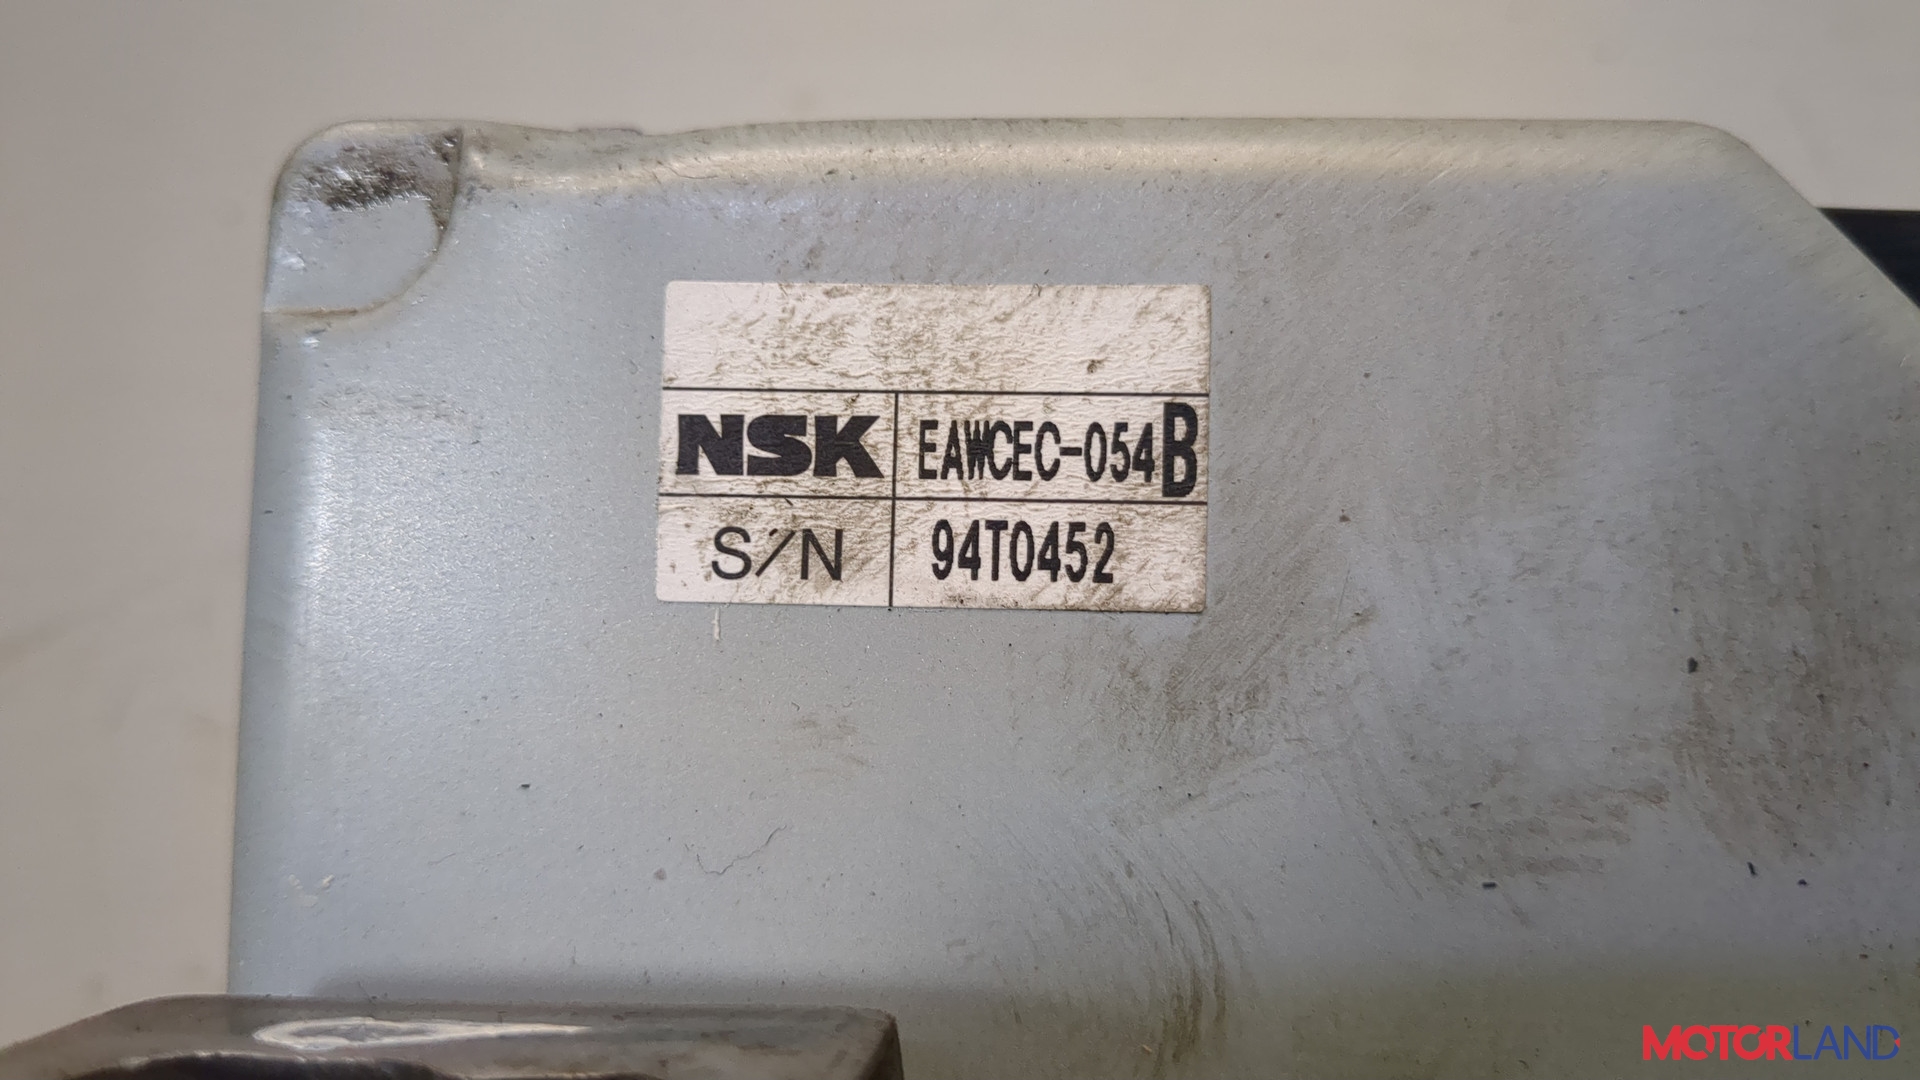 NSK EAWCEC-054B
S/N 94T0452
MOTORLAND